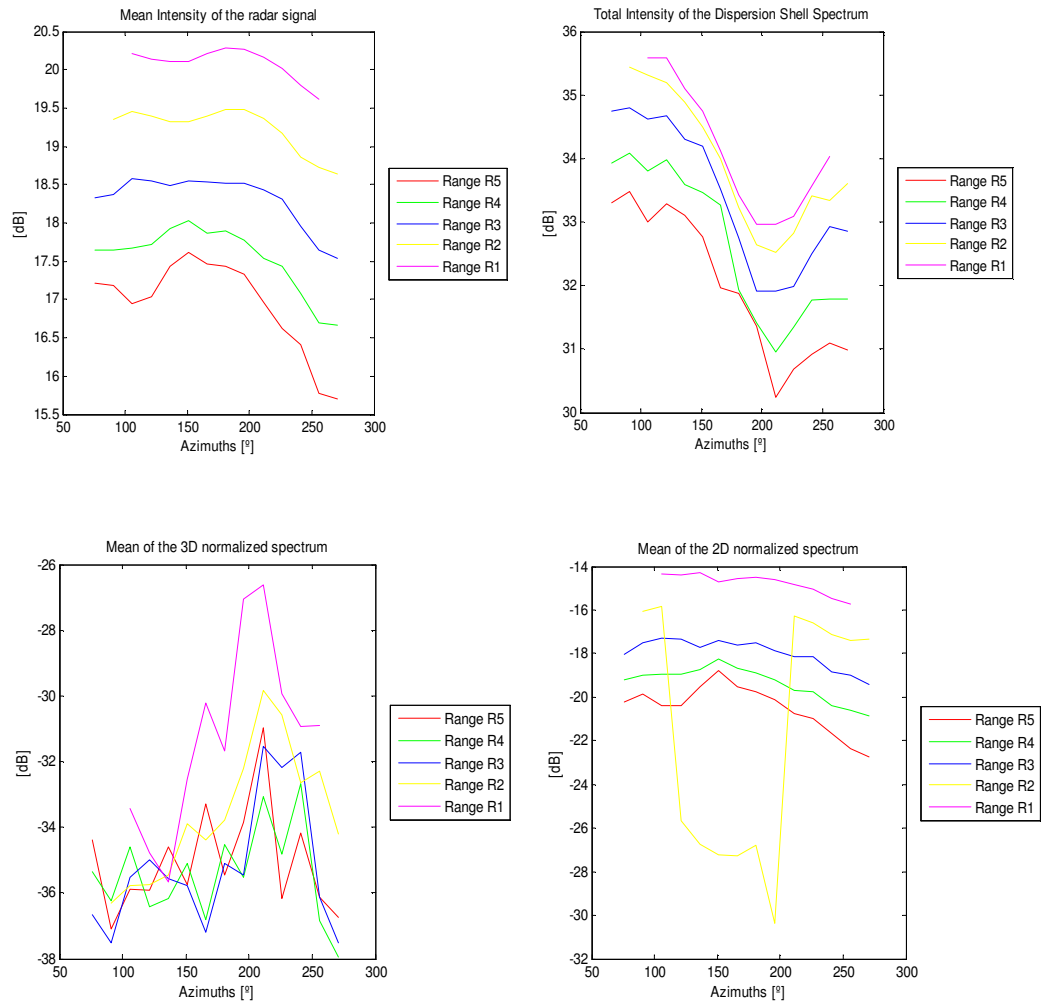 Mean Intensity of the radar signal
20.5
20
19.5
19
18.5
18
17.5
17
16.5
16
15.5
[dB]
50
100
150
200
250
300
Azimuths [º]
Range R5
Range R4
Range R3
Range R2
Range R1
Total Intensity of the Dispersion Shell Spectrum
36
35
34
33
32
31
30
[dB]
50
100
150
200
250
300
Azimuths [º]
Range R5
Range R4
Range R3
Range R2
Range R1
Mean of the 3D normalized spectrum
-26
-28
-30
-32
-34
-36
-38
[dB]
50
100
150
200
250
300
Azimuths [º]
Range R5
Range R4
Range R3
Range R2
Range R1
Mean of the 2D normalized spectrum
-14
-16
-18
-20
-22
-24
-26
-28
-30
-32
[dB]
50
100
150
200
250
300
Azimuths [º]
Range R5
Range R4
Range R3
Range R2
Range R1